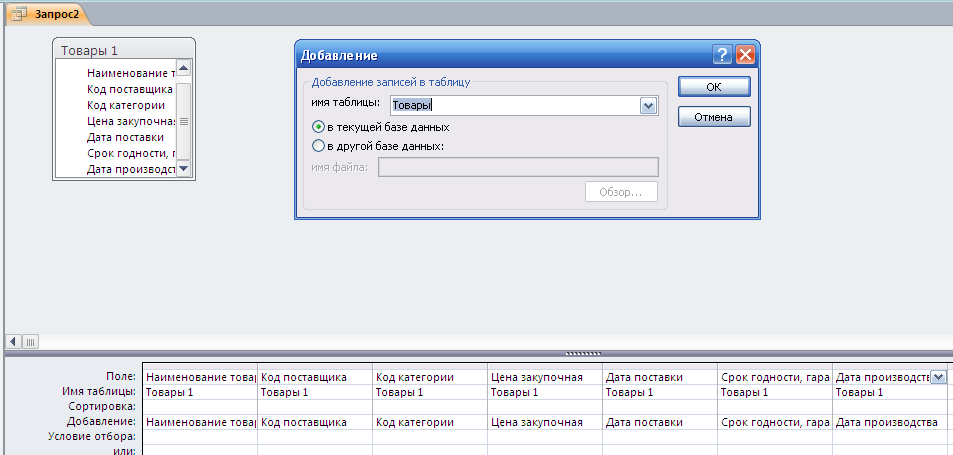 Запрос2
Товары 1
Наименование т
Код поставщика
Код категории
Цена закупочная
Дата поставки
Срок годности, г
Дата производст
Добавление
Добавление записей в таблицу
имя таблицы: Товары
в текущей базе данных
в другой базе данных:
имя файла:
Обзор...
OK
Отмена
Поле: Наименование товар Код поставщика Код категории Цена закупочная Дата поставки Срок годности, гара Дата производств
Имя таблицы: Товары 1 Товары 1 Товары 1 Товары 1 Товары 1 Товары 1 Товары 1
Сортировка:
Добавление: Наименование товар Код поставщика Код категории Цена закупочная Дата поставки Срок годности, гара Дата производства
Условие отбора:
или: